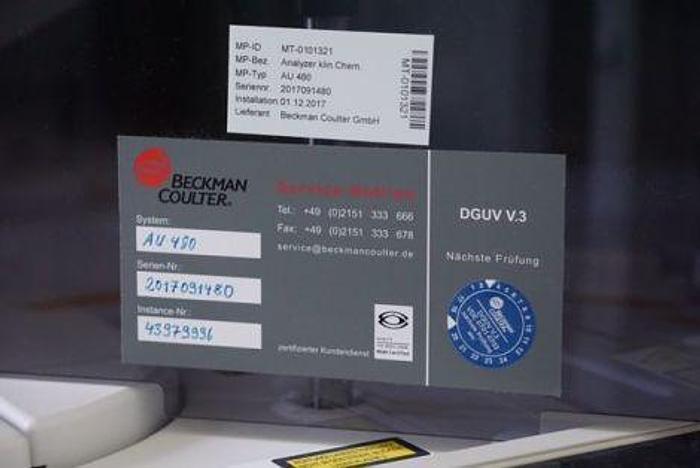 MP-ID MT-0101321
MP-Bez. Analyzer klin Chem.
MP-Typ AU 480
Seriennr. 2017091480
Installation 01.12.2017
Lieferant Beckman Coulter GmbH
MT-0101321
BECKMAN
COULTER®
System:
AU 480
Serien-Nr.:
2017091480
Instance-Nr.:
43979996
Service Hotline
Tel.: +49 (0)2151 333 666
Fax: +49 (0)2151 333 678
service@beckmancoulter.de
zertifizierter Kundendienst
DGUV V.3
Nächste Prüfung